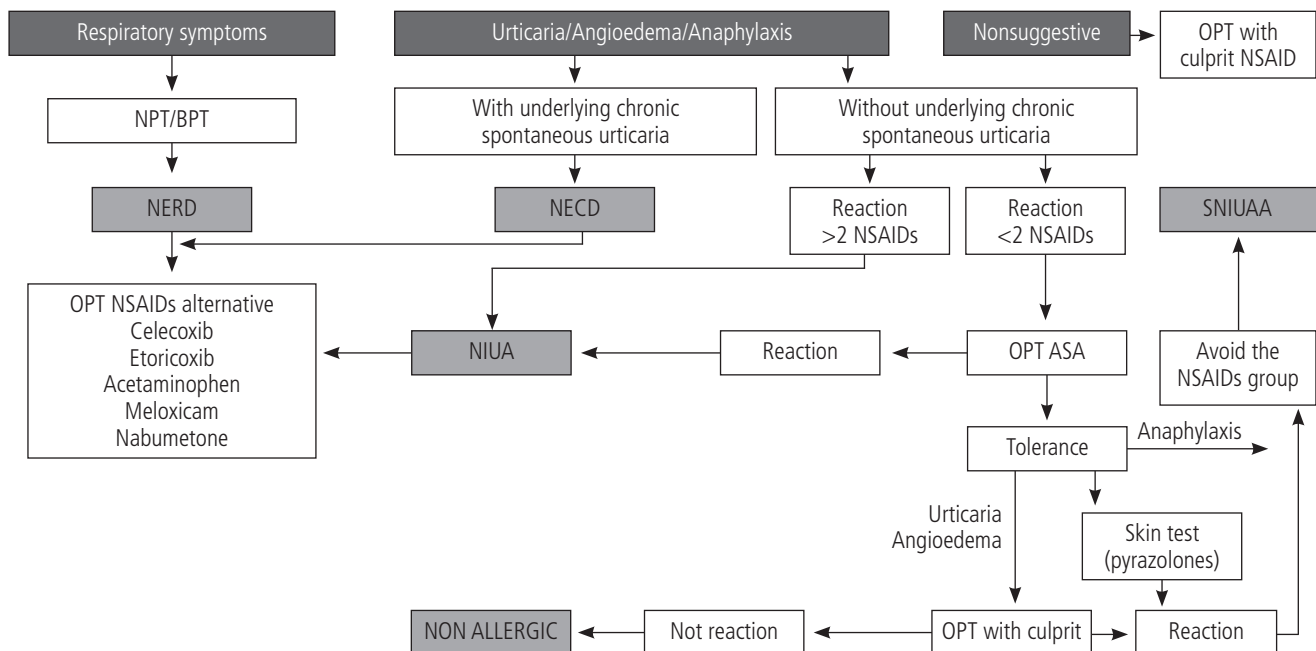 Respiratory symptoms
Urticaria/Angioedema/Anaphylaxis
Nonsuggestive
OPT with
culprit NSAID
NPT/BPT
With underlying chronic
spontaneous urticaria
Without underlying chronic
spontaneous urticaria
NERD
NECD
Reaction
>2 NSAIDs
Reaction
<2 NSAIDs
SNIUAA
OPT NSAIDs alternative
Celecoxib
Etoricoxib
Acetaminophen
Meloxicam
Nabumetone
NIUA
Reaction
OPT ASA
Avoid the
NSAIDs group
Tolerance
Anaphylaxis
Urticaria
Angioedema
Skin test
(pyrazolones)
NON ALLERGIC
Not reaction
OPT with culprit
Reaction